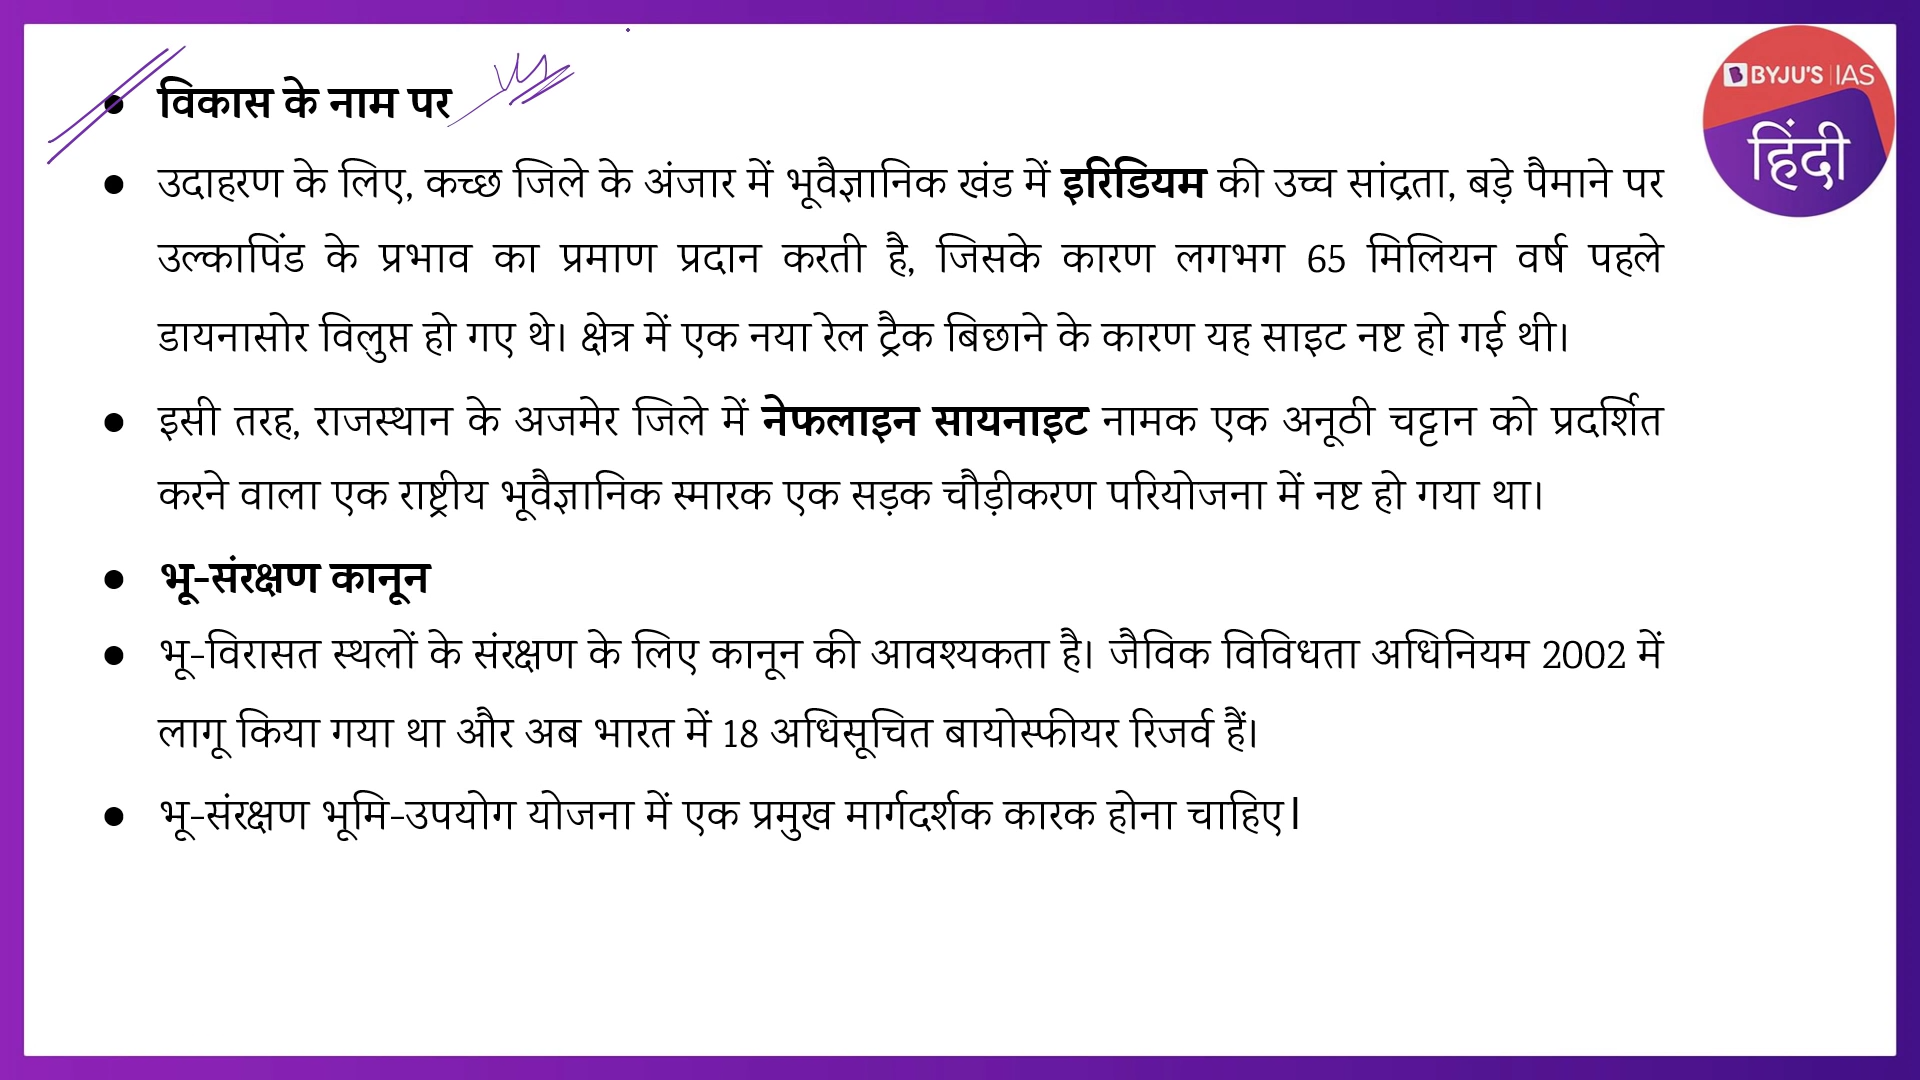 • विकास के नाम पर
BYJU'S | IAS
हिंदी
• उदाहरण के लिए, कच्छ जिले के अंजार में भूवैज्ञानिक खंड में इरिडियम की उच्च सांद्रता, बड़े पैमाने पर
उल्कापिंड के प्रभाव का प्रमाण प्रदान करती है, जिसके कारण लगभग 65 मिलियन वर्ष पहले
डायनासोर विलुप्त हो गए थे। क्षेत्र में एक नया रेल ट्रैक बिछाने के कारण यह साइट नष्ट हो गई थी।
• इसी तरह, राजस्थान के अजमेर जिले में नेफलाइन सायनाइट नामक एक अनूठी चट्टान को प्रदर्शित
करने वाला एक राष्ट्रीय भूवैज्ञानिक स्मारक एक सड़क चौड़ीकरण परियोजना में नष्ट हो गया था।
• भू-संरक्षण कानून
• भू-विरासत स्थलों के संरक्षण के लिए कानून की आवश्यकता है। जैविक विविधता अधिनियम 2002 में
लागू किया गया था और अब भारत में 18 अधिसूचित बायोस्फीयर रिजर्व हैं।
• भू-संरक्षण भूमि-उपयोग योजना में एक प्रमुख मार्गदर्शक कारक होना चाहिए।